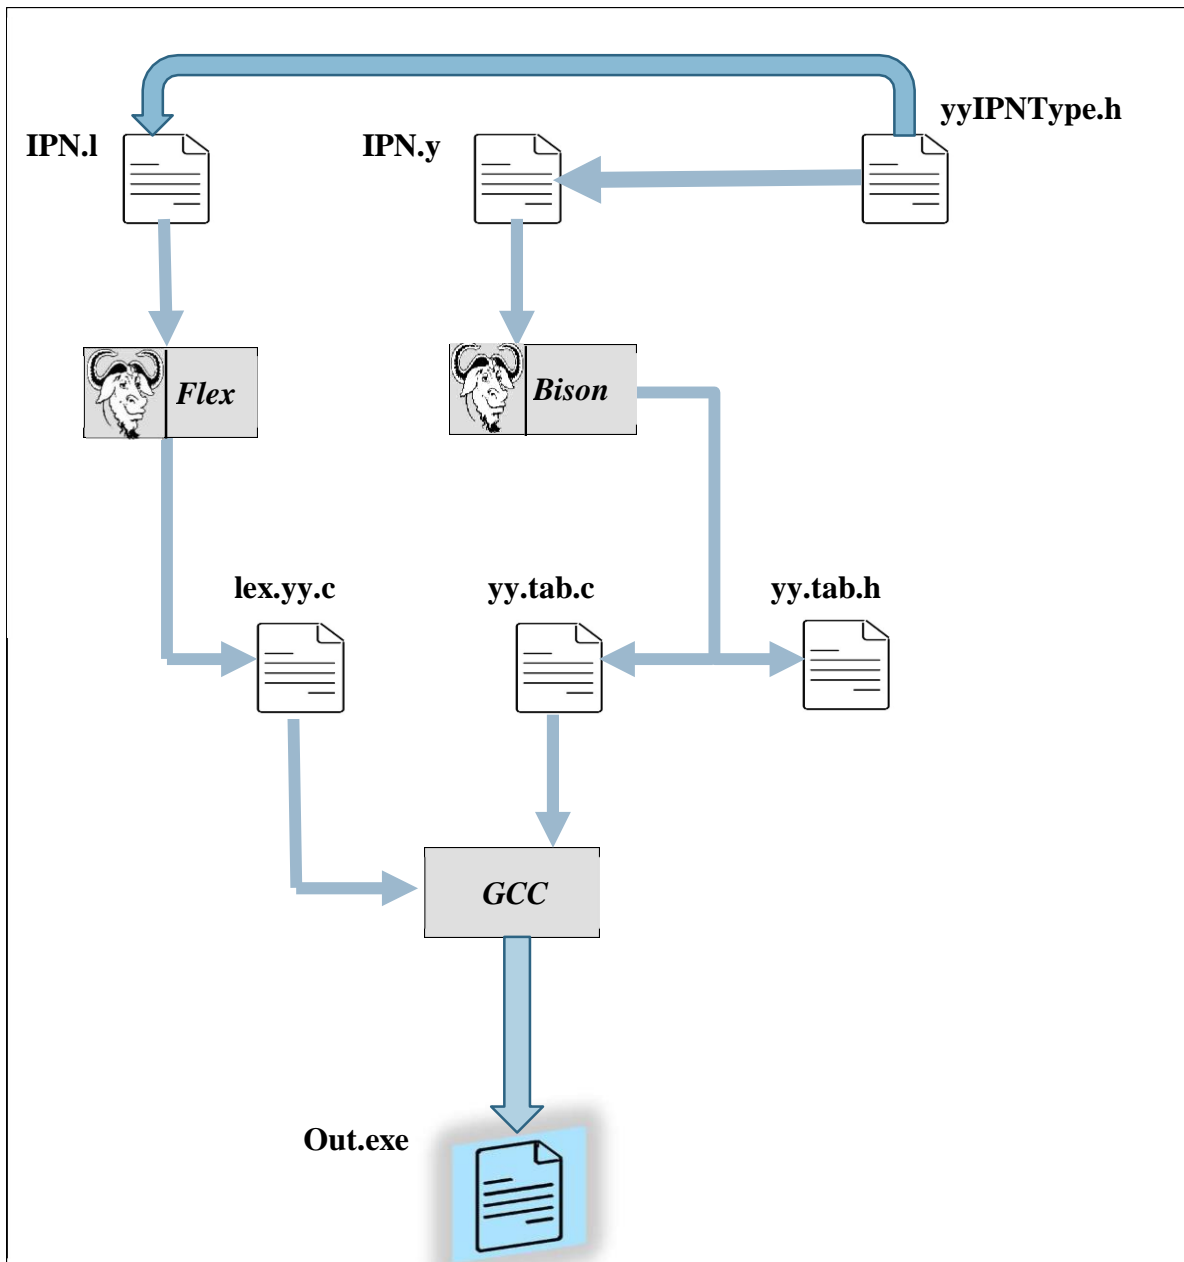 yyIPNType.h
IPN.l
IPN.y
Flex
Bison
lex.yy.c
yy.tab.c
yy.tab.h
GCC
Out.exe